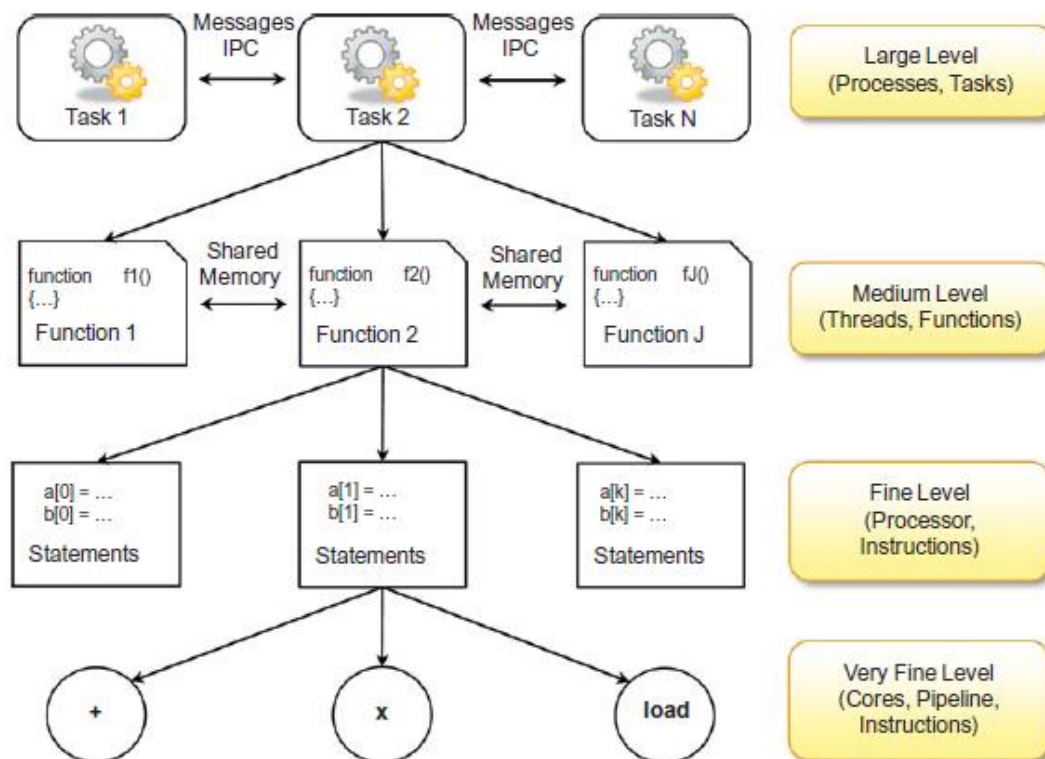 Messages
IPC
Messages
IPC
Task 1
Task 2
Task N
Large Level
(Processes, Tasks)
function f1()
{...}
Function 1
Shared
Memory
function f2()
{...}
Function 2
Shared
Memory
function fJ()
{...}
Function J
Medium Level
(Threads, Functions)
a[0] = ...
b[0] = ...
Statements
a[1] = ...
b[1] = ...
Statements
a[k] = ...
b[k] = ...
Statements
Fine Level
(Processor,
Instructions)
+
x
load
Very Fine Level
(Cores, Pipeline,
Instructions)